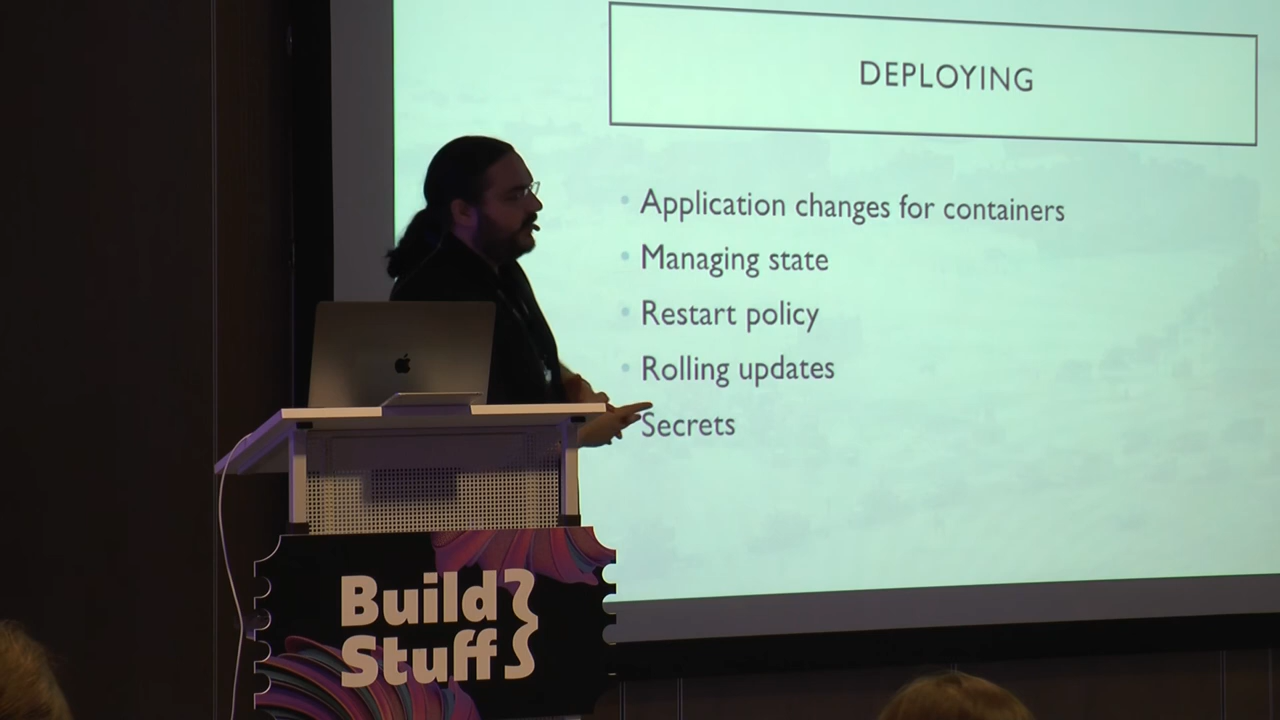 DEPLOYING
Application changes for containers
Managing state
Restart policy
Rolling updates
Secrets
Build
Stuff